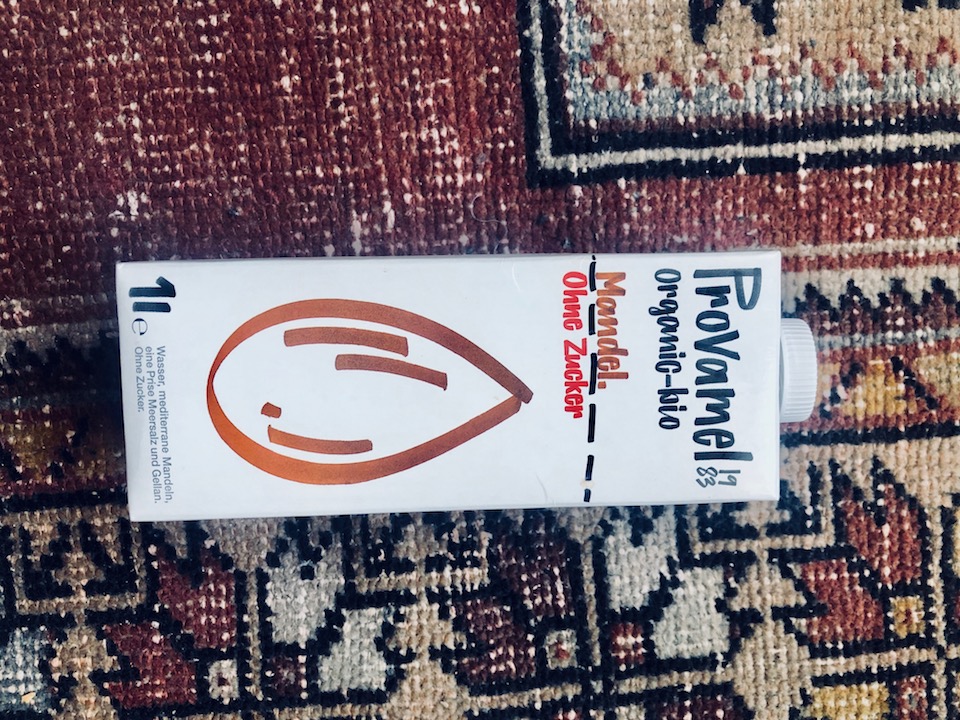 ProVamel
19
83
Organic-bio
Mandel.
Ohne Zucker
1l e
Wasser, mediterrane Mandeln,
eine Prise Meersalz und Gellan.
Ohne Zucker.